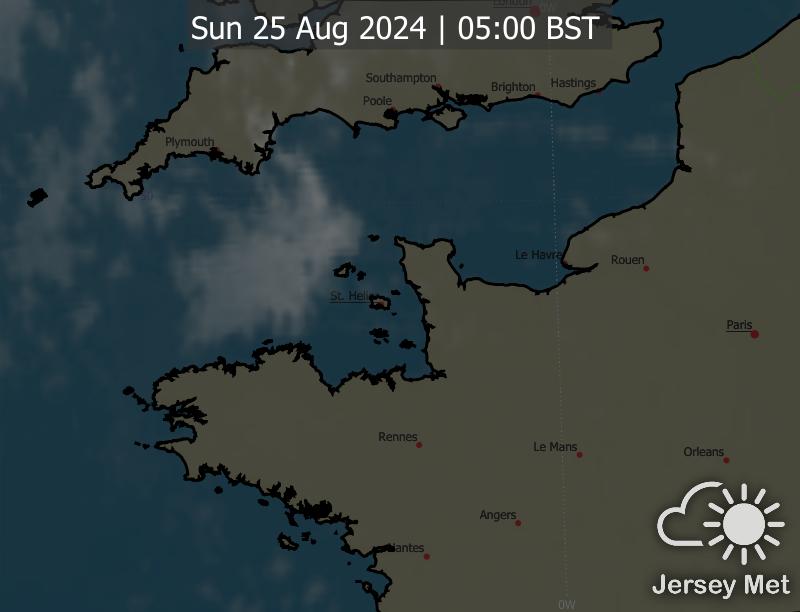 London
0W
Sun 25 Aug 2024 | 05:00 BST
Southampton
Brighton
Hastings
Poole
Plymouth
50
Le Havre
Rouen
St. Helier
Paris
Rennes
Le Mans
Orleans
Angers
Nantes
Jersey Met
0W